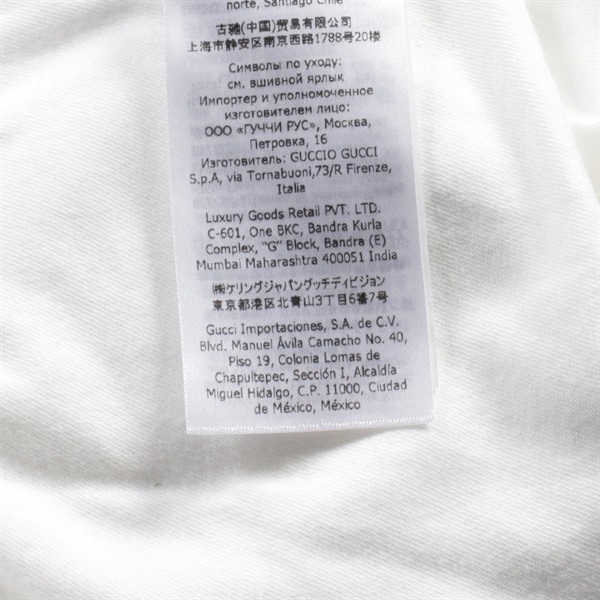 norte, Santiago Chile
古驰(中国)贸易有限公司
上海市静安区南京西路1788号20楼
Символы по уходу:
см. вшивной ярлык
Импортер и уполномоченное
изготовителем лицо:
ООО «ГУЧЧИ РУС», Москва,
Петровка, 16
Изготовитель: GUCCIO GUCCI
S.p.A, via Tornabuoni,73/R Firenze,
Italia
Luxury Goods Retail PVT. LTD.
C-601, One BKC, Bandra Kurla
Complex, "G" Block, Bandra (E)
Mumbai Maharashtra 400051 India
㈱ケリングジャパングッチディビジョン
東京都港区北青山3丁目6番7号
Gucci Importaciones, S.A. de C.V.
Blvd. Manuel Ávila Camacho No. 40,
Piso 19, Colonia Lomas de
Chapultepec, Sección I, Alcaldía
Miguel Hidalgo, C.P. 11000, Ciudad
de México, México